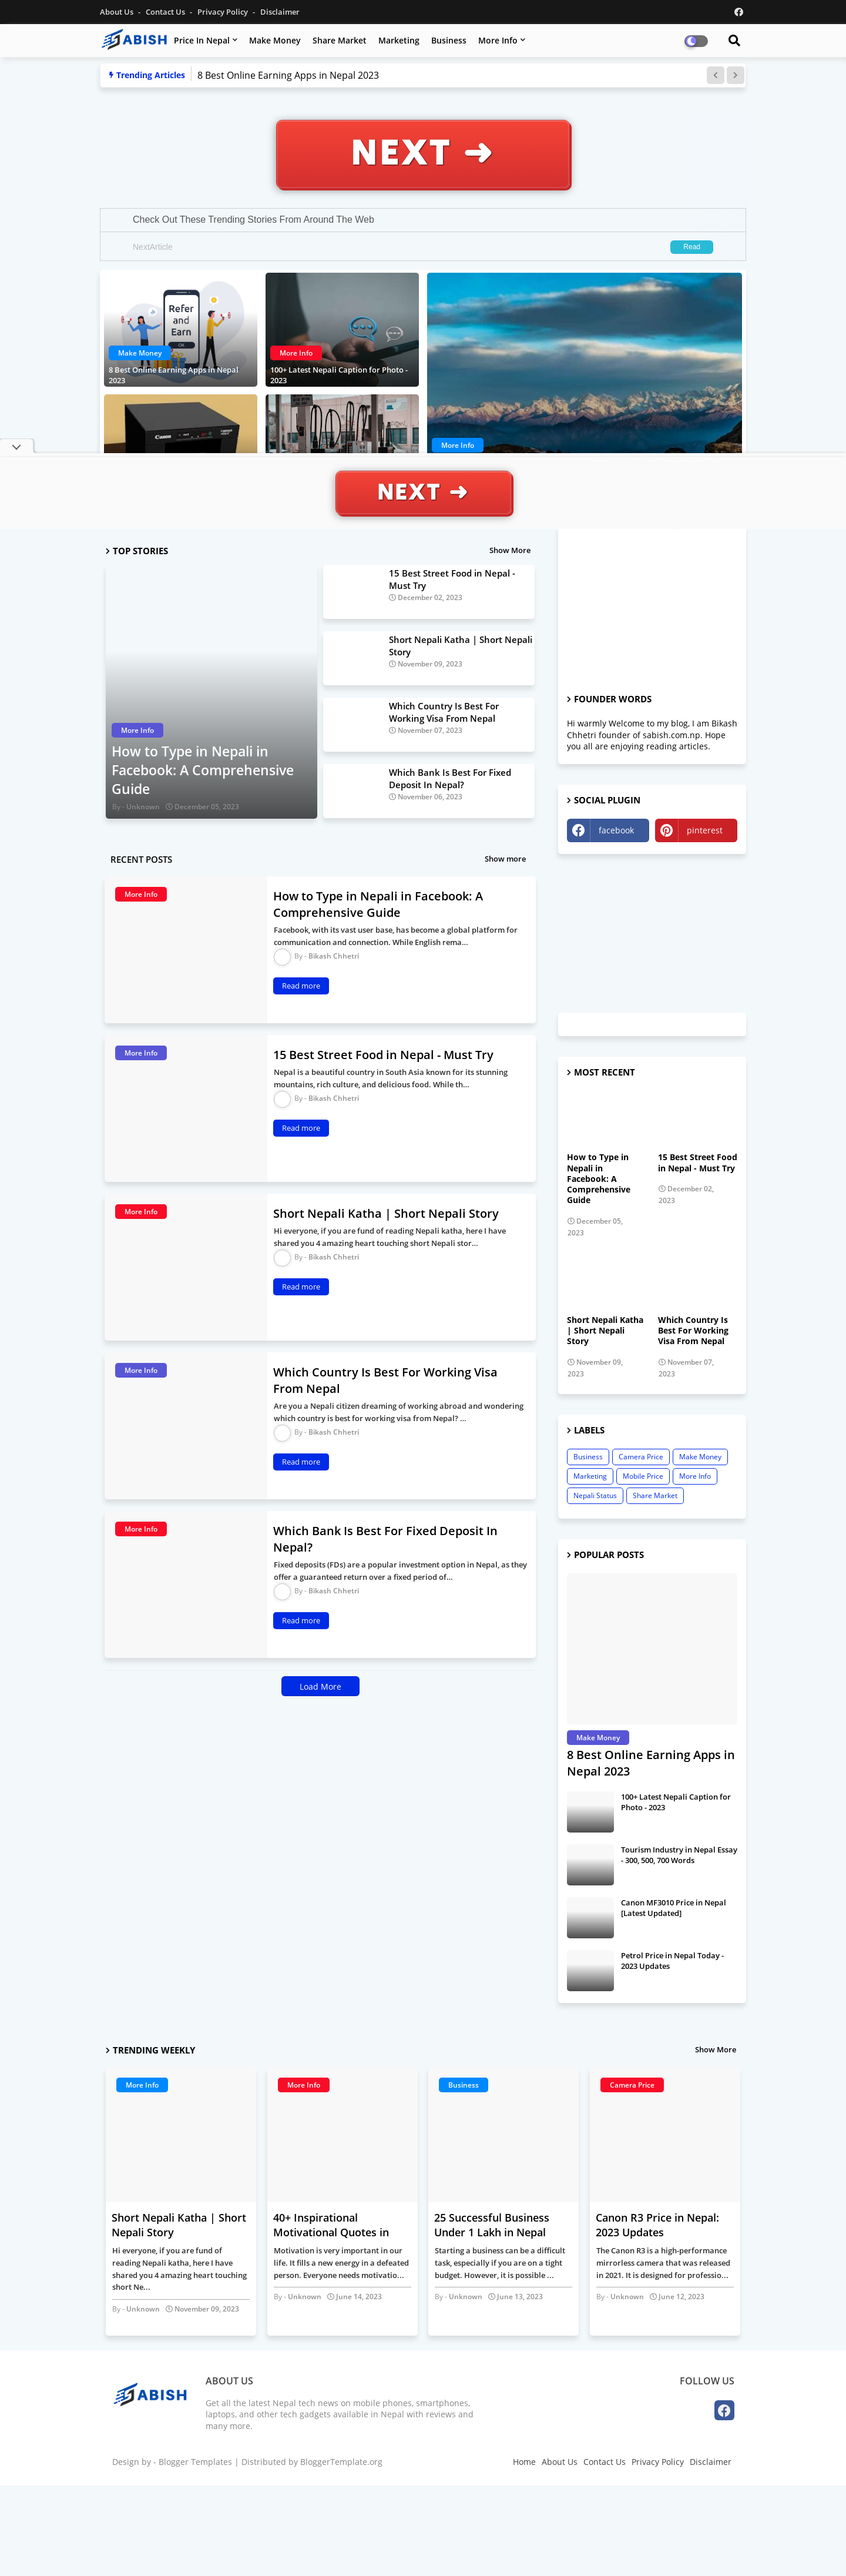 About Us - Contact Us - Privacy Policy - Disclaimer
ABISH
Price In Nepal Make Money Share Market Marketing Business More Info
Trending Articles 8 Best Online Earning Apps in Nepal 2023
NEXT ➜
Check Out These Trending Stories From Around The Web
NextArticle Read
Refer
and
Earn
Make Money
8 Best Online Earning Apps in Nepal
2023
More Info
100+ Latest Nepali Caption for Photo -
2023
Canon
More Info
NEXT ➜
TOP STORIES Show More
More Info
How to Type in Nepali in
Facebook: A Comprehensive
Guide
By - Unknown December 05, 2023
15 Best Street Food in Nepal -
Must Try
December 02, 2023
Short Nepali Katha | Short Nepali
Story
November 09, 2023
Which Country Is Best For
Working Visa From Nepal
November 07, 2023
Which Bank Is Best For Fixed
Deposit In Nepal?
November 06, 2023
RECENT POSTS Show more
More Info
How to Type in Nepali in Facebook: A
Comprehensive Guide
Facebook, with its vast user base, has become a global platform for
communication and connection. While English rema…
By - Bikash Chhetri
Read more
More Info
15 Best Street Food in Nepal - Must Try
Nepal is a beautiful country in South Asia known for its stunning
mountains, rich culture, and delicious food. While th…
By - Bikash Chhetri
Read more
More Info
Short Nepali Katha | Short Nepali Story
Hi everyone, if you are fund of reading Nepali katha, here I have
shared you 4 amazing heart touching short Nepali stor…
By - Bikash Chhetri
Read more
More Info
Which Country Is Best For Working Visa
From Nepal
Are you a Nepali citizen dreaming of working abroad and wondering
which country is best for working visa from Nepal? …
By - Bikash Chhetri
Read more
More Info
Which Bank Is Best For Fixed Deposit In
Nepal?
Fixed deposits (FDs) are a popular investment option in Nepal, as they
offer a guaranteed return over a fixed period of…
By - Bikash Chhetri
Read more
Load More
FOUNDER WORDS
Hi warmly Welcome to my blog, I am Bikash
Chhetri founder of sabish.com.np. Hope
you all are enjoying reading articles.
SOCIAL PLUGIN
facebook pinterest
MOST RECENT
How to Type in
Nepali in
Facebook: A
Comprehensive
Guide
December 05,
2023
15 Best Street Food
in Nepal - Must Try
December 02,
2023
Short Nepali Katha
| Short Nepali
Story
November 09,
2023
Which Country Is
Best For Working
Visa From Nepal
November 07,
2023
LABELS
Business Camera Price Make Money
Marketing Mobile Price More Info
Nepali Status Share Market
POPULAR POSTS
Make Money
8 Best Online Earning Apps in
Nepal 2023
100+ Latest Nepali Caption for
Photo - 2023
Tourism Industry in Nepal Essay
- 300, 500, 700 Words
Canon MF3010 Price in Nepal
[Latest Updated]
Petrol Price in Nepal Today -
2023 Updates
TRENDING WEEKLY Show More
More Info
Short Nepali Katha | Short
Nepali Story
Hi everyone, if you are fund of
reading Nepali katha, here I have
shared you 4 amazing heart touching
short Ne…
By - Unknown November 09, 2023
More Info
40+ Inspirational
Motivational Quotes in
Motivation is very important in our
life. It fills a new energy in a defeated
person. Everyone needs motivatio…
By - Unknown June 14, 2023
Business
25 Successful Business
Under 1 Lakh in Nepal
Starting a business can be a difficult
task, especially if you are on a tight
budget. However, it is possible …
By - Unknown June 13, 2023
Camera Price
Canon R3 Price in Nepal:
2023 Updates
The Canon R3 is a high-performance
mirrorless camera that was released
in 2021. It is designed for professio…
By - Unknown June 12, 2023
ABISH
ABOUT US
Get all the latest Nepal tech news on mobile phones, smartphones,
laptops, and other tech gadgets available in Nepal with reviews and
many more.
FOLLOW US
Design by - Blogger Templates | Distributed by BloggerTemplate.org
Home About Us Contact Us Privacy Policy Disclaimer